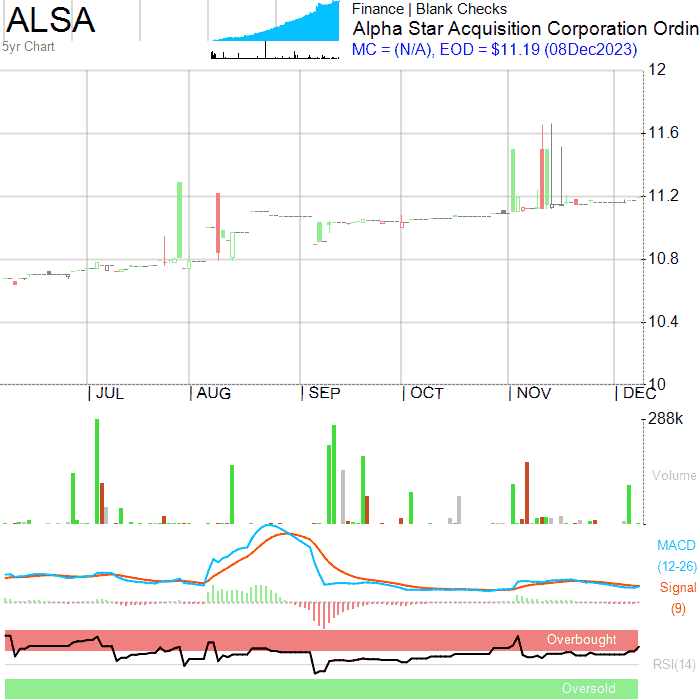 ALSA
5yr Chart
Finance | Blank Checks
Alpha Star Acquisition Corporation Ordin
MC = (N/A), EOD = $11.19 (08Dec2023)
12
11.6
11.2
10.8
10.4
10
JUL AUG SEP OCT NOV DEC
288k
Volume
MACD
(12-26)
Signal
(9)
Overbought
RSI(14)
Oversold